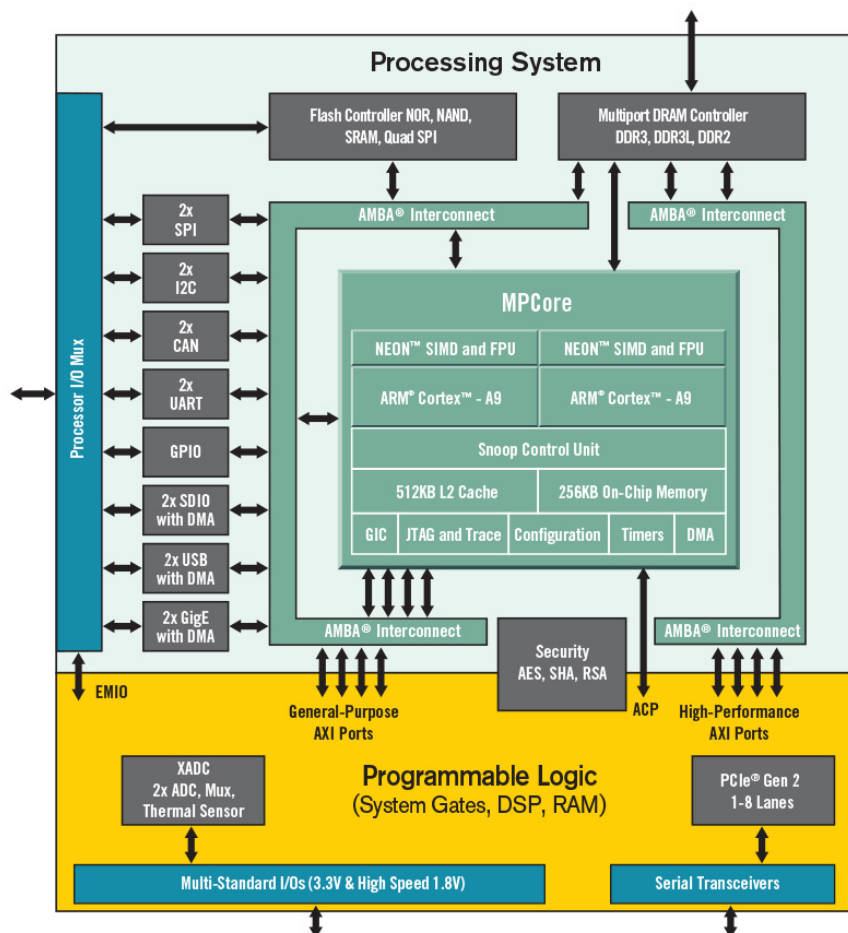 Processing System
Flash Controller NOR, NAND,
SRAM, Quad SPI
Multiport DRAM Controller
DDR3, DDR3L, DDR2
AMBA® Interconnect
AMBA® Interconnect
Processor I/O Mux
2x
SPI
2x
I2C
2x
CAN
2x
UART
GPIO
2x SDIO
with DMA
2x USB
with DMA
2x GigE
with DMA
MPCore
NEON™ SIMD and FPU
NEON™ SIMD and FPU
ARM® Cortex™ - A9
ARM® Cortex™ - A9
Snoop Control Unit
512KB L2 Cache
256KB On-Chip Memory
GIC
JTAG and Trace
Configuration
Timers
DMA
AMBA® Interconnect
AMBA® Interconnect
Security
AES, SHA, RSA
EMIO
General-Purpose
AXI Ports
ACP
High-Performance
AXI Ports
XADC
2x ADC, Mux,
Thermal Sensor
Programmable Logic
(System Gates, DSP, RAM)
PCIe® Gen 2
1-8 Lanes
Multi-Standard I/Os (3.3V & High Speed 1.8V)
Serial Transceivers